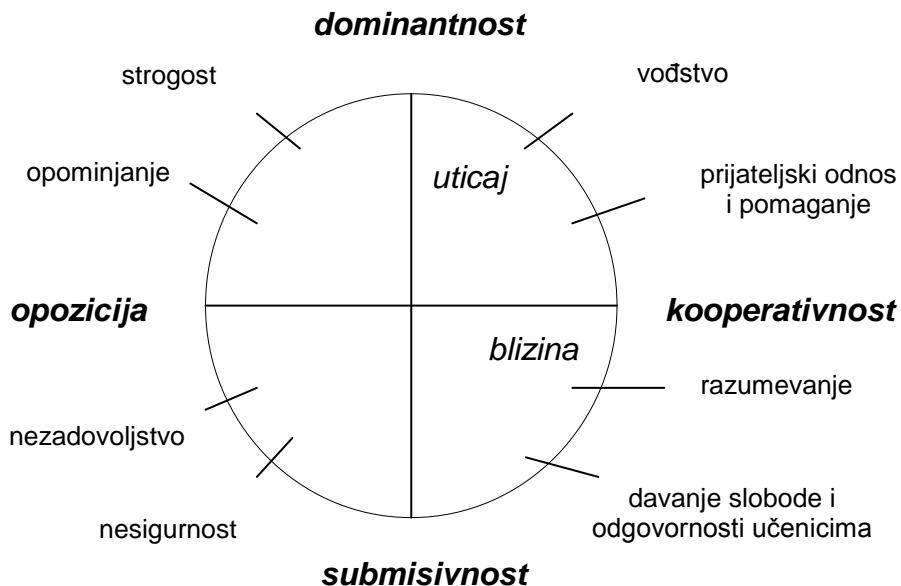 dominantnost
strogost
vođstvo
opominjanje
uticaj
prijateljski odnos
i pomaganje
opozicija
kooperativnost
blizina
razumevanje
nezadovoljstvo
nesigurnost
davanje slobode i
odgovornosti učenicima
submisivnost